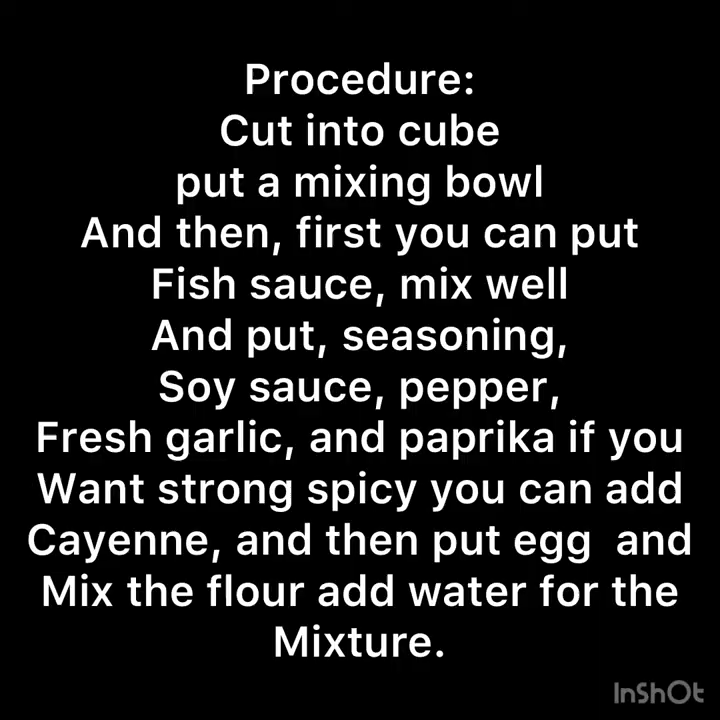 Procedure:
Cut into cube
put a mixing bowl
And then, first you can put
Fish sauce, mix well
And put, seasoning,
Soy sauce, pepper,
Fresh garlic, and paprika if you
Want strong spicy you can add
Cayenne, and then put egg  and
Mix the flour add water for the
Mixture.
InShOt